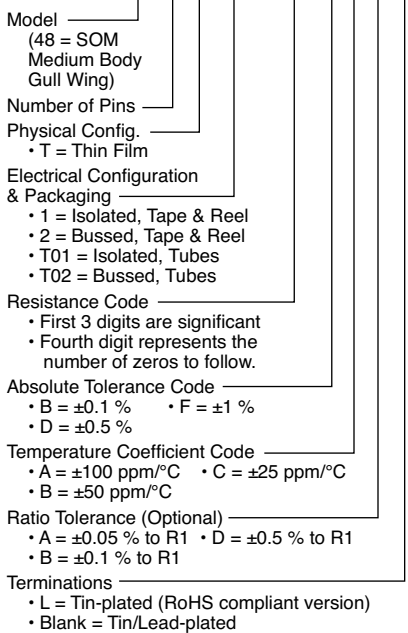 Model
(48 = SOM
Medium Body
Gull Wing)
Number of Pins
Physical Config.
• T = Thin Film
Electrical Configuration
& Packaging
• 1 = Isolated, Tape & Reel
• 2 = Bussed, Tape & Reel
• T01 = Isolated, Tubes
• T02 = Bussed, Tubes
Resistance Code
• First 3 digits are significant
• Fourth digit represents the
number of zeros to follow.
Absolute Tolerance Code
• B = ±0.1 % • F = ±1 %
• D = ±0.5 %
Temperature Coefficient Code
• A = ±100 ppm/°C • C = ±25 ppm/°C
• B = ±50 ppm/°C
Ratio Tolerance (Optional)
• A = ±0.05 % to R1 • D = ±0.5 % to R1
• B = ±0.1 % to R1
Terminations
• L = Tin-plated (RoHS compliant version)
• Blank = Tin/Lead-plated